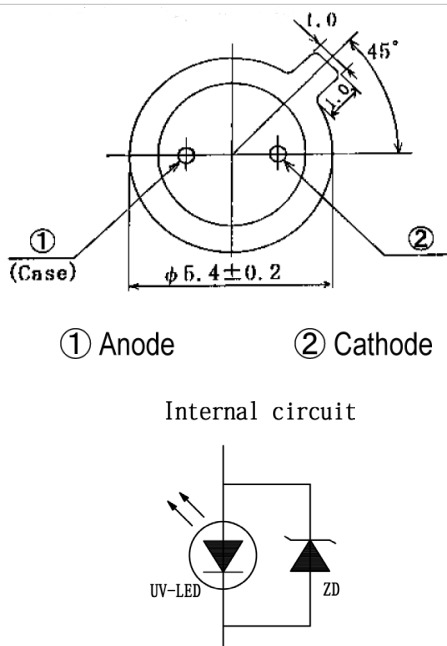 1.0
45°
1.0
①
②
(Case)
φ5.4±0.2
① Anode
② Cathode
Internal circuit
UV-LED
ZD